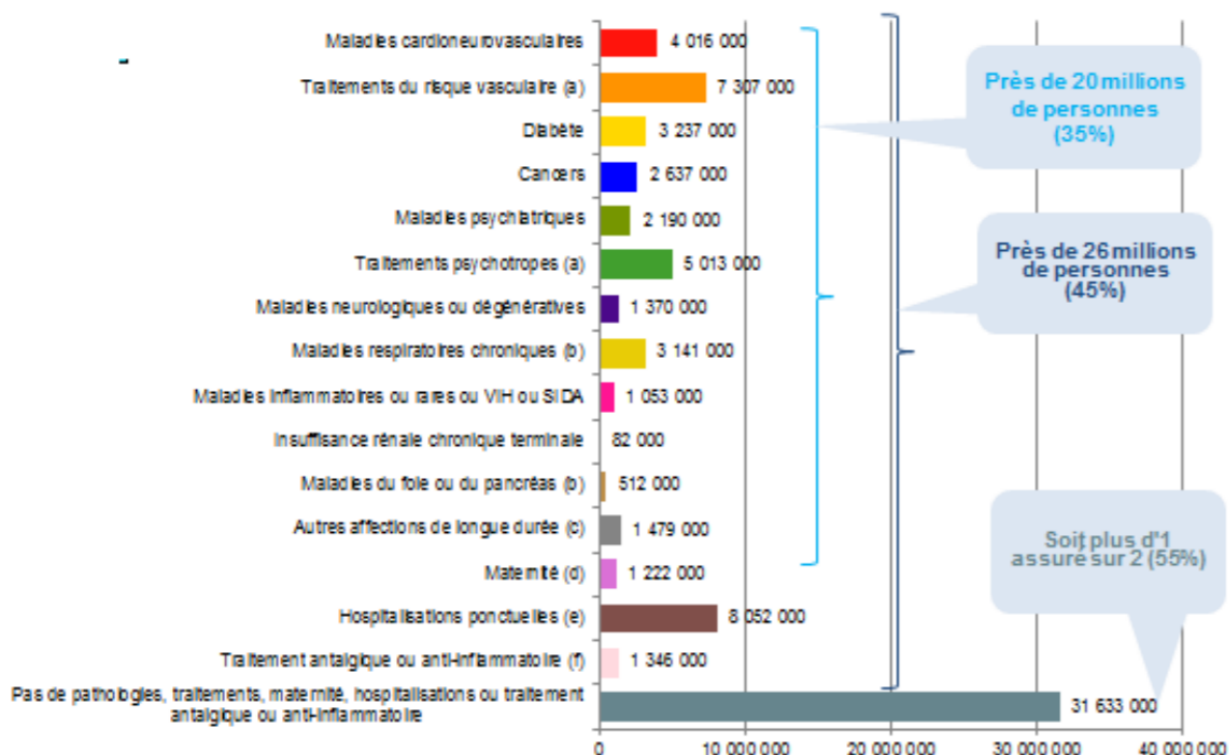 Maladies cardioneurovasculaires
4 016 000
Traitements du risque vasculaire (a)
7 307 000
Diabète
3 237 000
Cancers
2 637 000
Maladies psychiatriques
2 190 000
Traitements psychotropes (a)
5 013 000
Maladies neurologiques ou dégénératives
1 370 000
Maladies respiratoires chroniques (b)
3 141 000
Maladies inflammatoires ou rares ou VIH ou SIDA
1 053 000
Insuffisance rénale chronique terminale
82 000
Maladies du foie ou du pancréas (b)
512 000
Autres affections de longue durée (c)
1 479 000
Maternité (d)
1 222 000
Hospitalisations ponctuelles (e)
8 052 000
Traitement antalgique ou anti-inflammatoire (f)
1 346 000
Pas de pathologies, traitements, maternité, hospitalisations ou traitement
antalgique ou anti-inflammatoire
31 633 000
0
10 000 000
20 000 000
30 000 000
40 000 000
Près de 20 millions
de personnes
(35%)
Près de 26 millions
de personnes
(45%)
Soit plus d'1
assuré sur 2 (55%)